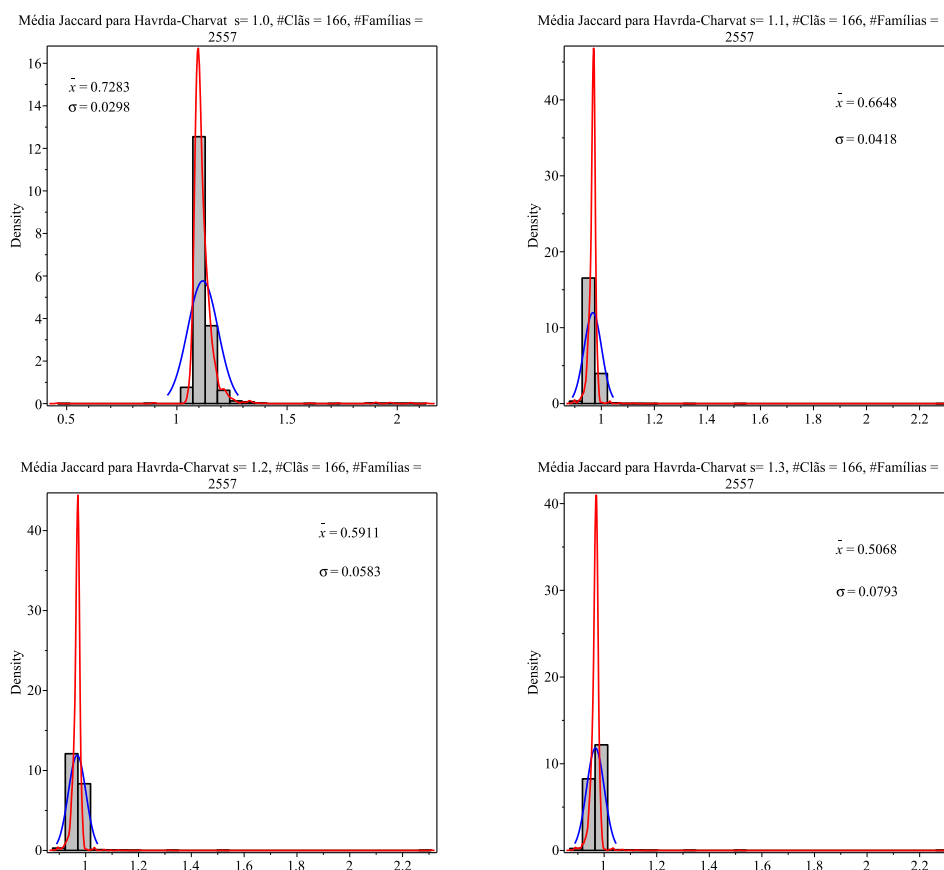 Média Jaccard para Havrda-Charvat s= 1.0, #Clãs = 166, #Famílias =
2557
x̄ = 0.7283
σ = 0.0298
Density
16
14
12
10
8
6
4
2
0
0.5 1 1.5 2
Média Jaccard para Havrda-Charvat s= 1.1, #Clãs = 166, #Famílias =
2557
x̄ = 0.6648
σ = 0.0418
Density
40
30
20
10
0
1 1.2 1.4 1.6 1.8 2 2.2
Média Jaccard para Havrda-Charvat s= 1.2, #Clãs = 166, #Famílias =
2557
x̄ = 0.5911
σ = 0.0583
Density
40
30
20
10
0
1 1.2 1.4 1.6 1.8 2 2.2
Média Jaccard para Havrda-Charvat s= 1.3, #Clãs = 166, #Famílias =
2557
x̄ = 0.5068
σ = 0.0793
Density
40
30
20
10
0
1 1.2 1.4 1.6 1.8 2 2.2